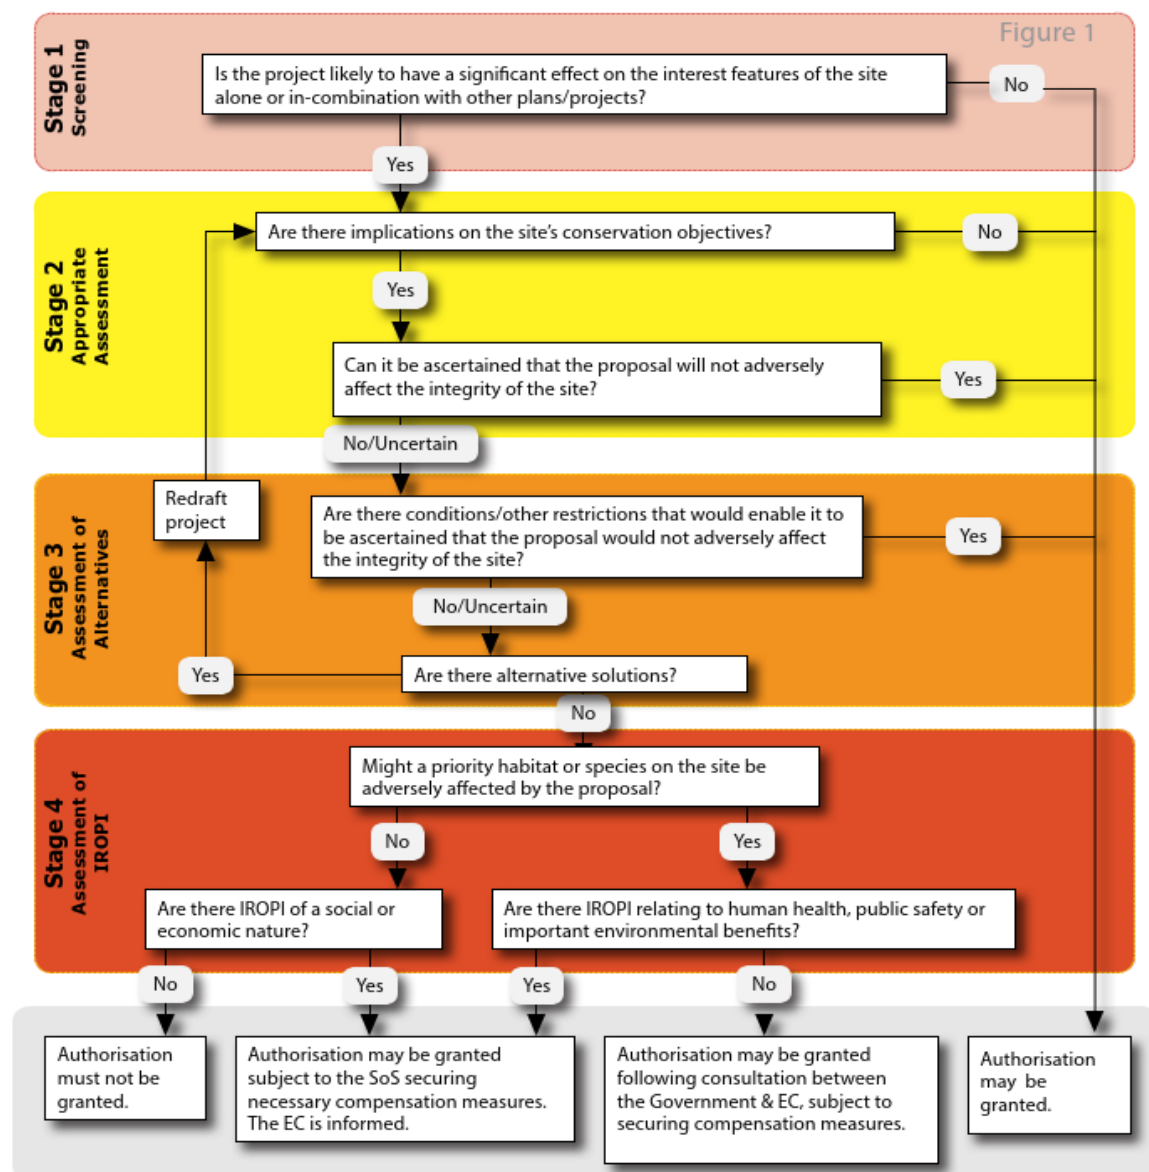 Figure 1
Stage 1
Screening
Is the project likely to have a significant effect on the interest features of the site
alone or in-combination with other plans/projects?
No
Yes
Stage 2
Appropriate
Assessment
Are there implications on the site's conservation objectives?
No
Yes
Can it be ascertained that the proposal will not adversely
affect the integrity of the site?
Yes
No/Uncertain
Stage 3
Assessment of
Alternatives
Redraft
project
Are there conditions/other restrictions that would enable it to
be ascertained that the proposal would not adversely affect
the integrity of the site?
Yes
No/Uncertain
Are there alternative solutions?
Yes
No
Stage 4
Assessment of
IROPI
Might a priority habitat or species on the site be
adversely affected by the proposal?
No
Yes
Are there IROPI of a social or
economic nature?
Are there IROPI relating to human health, public safety or
important environmental benefits?
No
Yes
Yes
No
Authorisation
must not be
granted.
Authorisation may be granted
subject to the SoS securing
necessary compensation measures.
The EC is informed.
Authorisation may be granted
following consultation between
the Government & EC, subject to
securing compensation measures.
Authorisation
may be
granted.